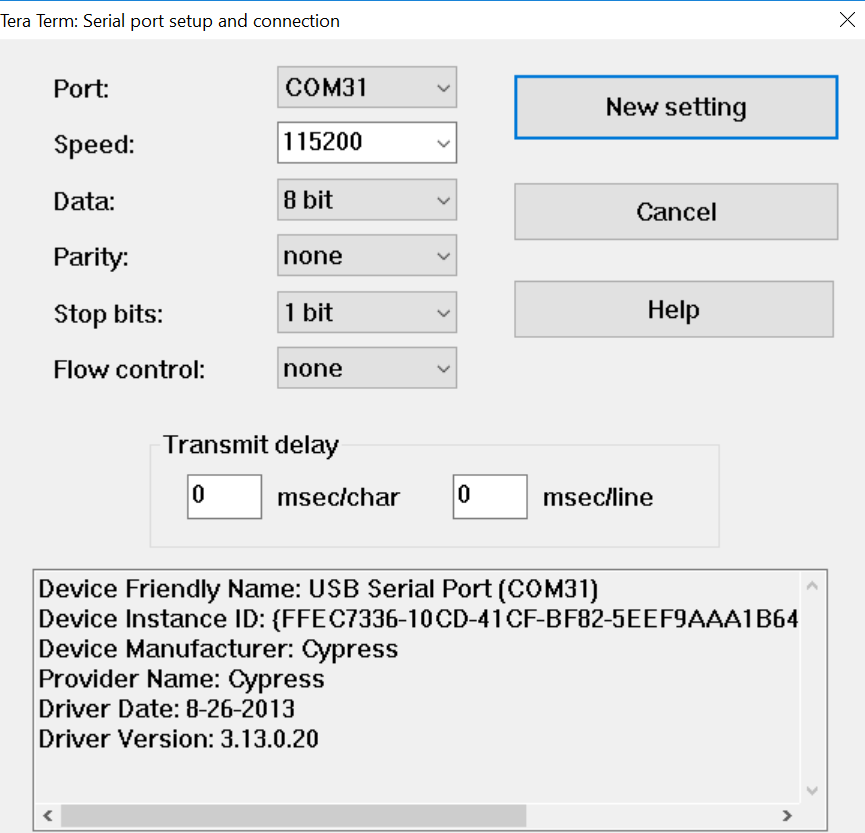 Tera Term: Serial port setup and connection
Port: COM31 New setting
Speed: 115200
Data: 8 bit Cancel
Parity: none
Stop bits: 1 bit Help
Flow control: none
Transmit delay
0 msec/char 0 msec/line
Device Friendly Name: USB Serial Port (COM31)
Device Instance ID: {FFEC7336-10CD-41CF-BF82-5EEF9AAA1B64
Device Manufacturer: Cypress
Provider Name: Cypress
Driver Date: 8-26-2013
Driver Version: 3.13.0.20